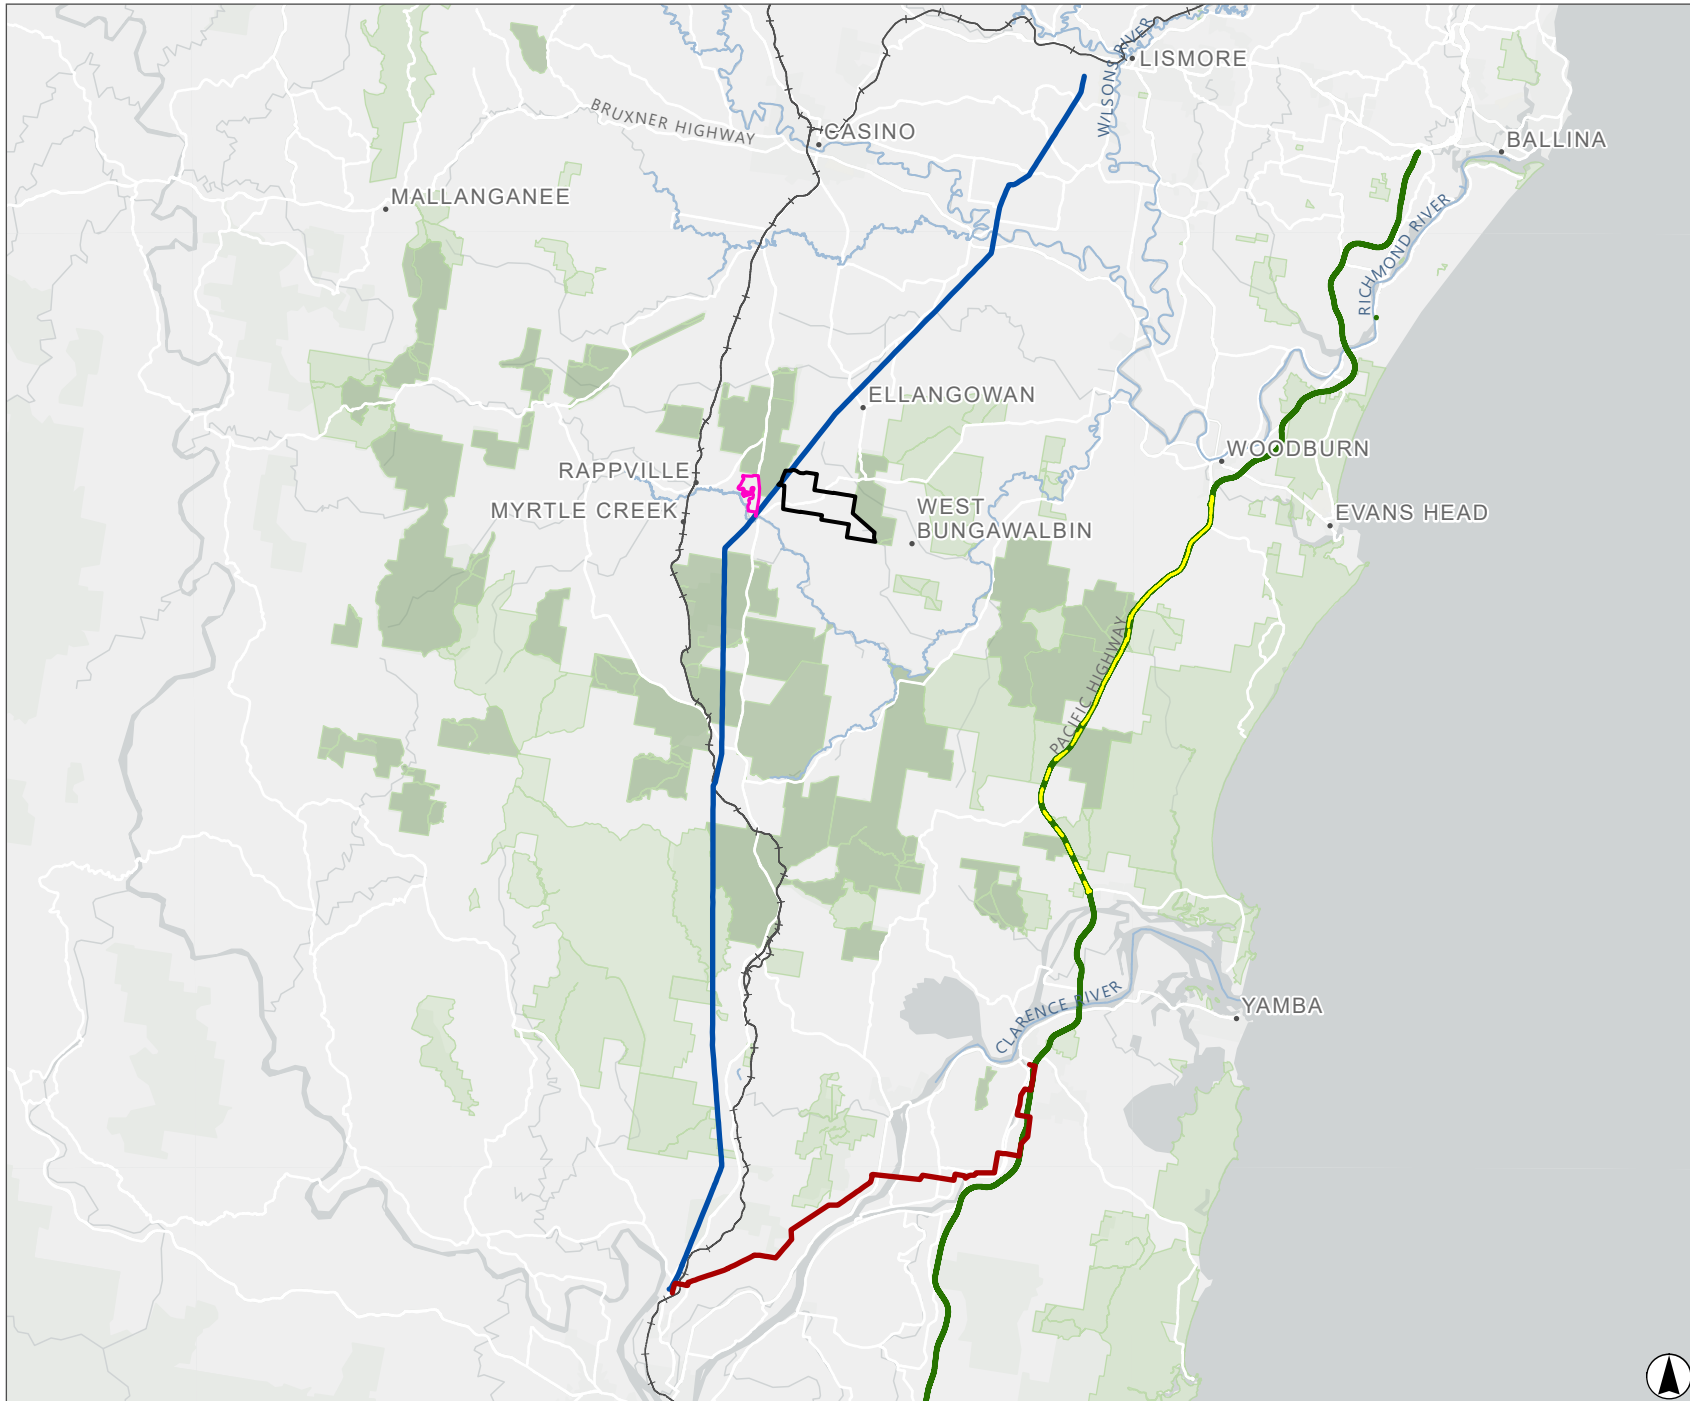 WILSONS RIVER
LISMORE
BRUXNER HIGHWAY
CASINO
BALLINA
MALLANGANEE
RICHMOND RIVER
ELLANGOWAN
WOODBURN
RAPPVILLE
MYRTLE CREEK
WEST
BUNGAWALBIN
EVANS HEAD
PACIFIC HIGHWAY
CLARENCE RIVER
YAMBA